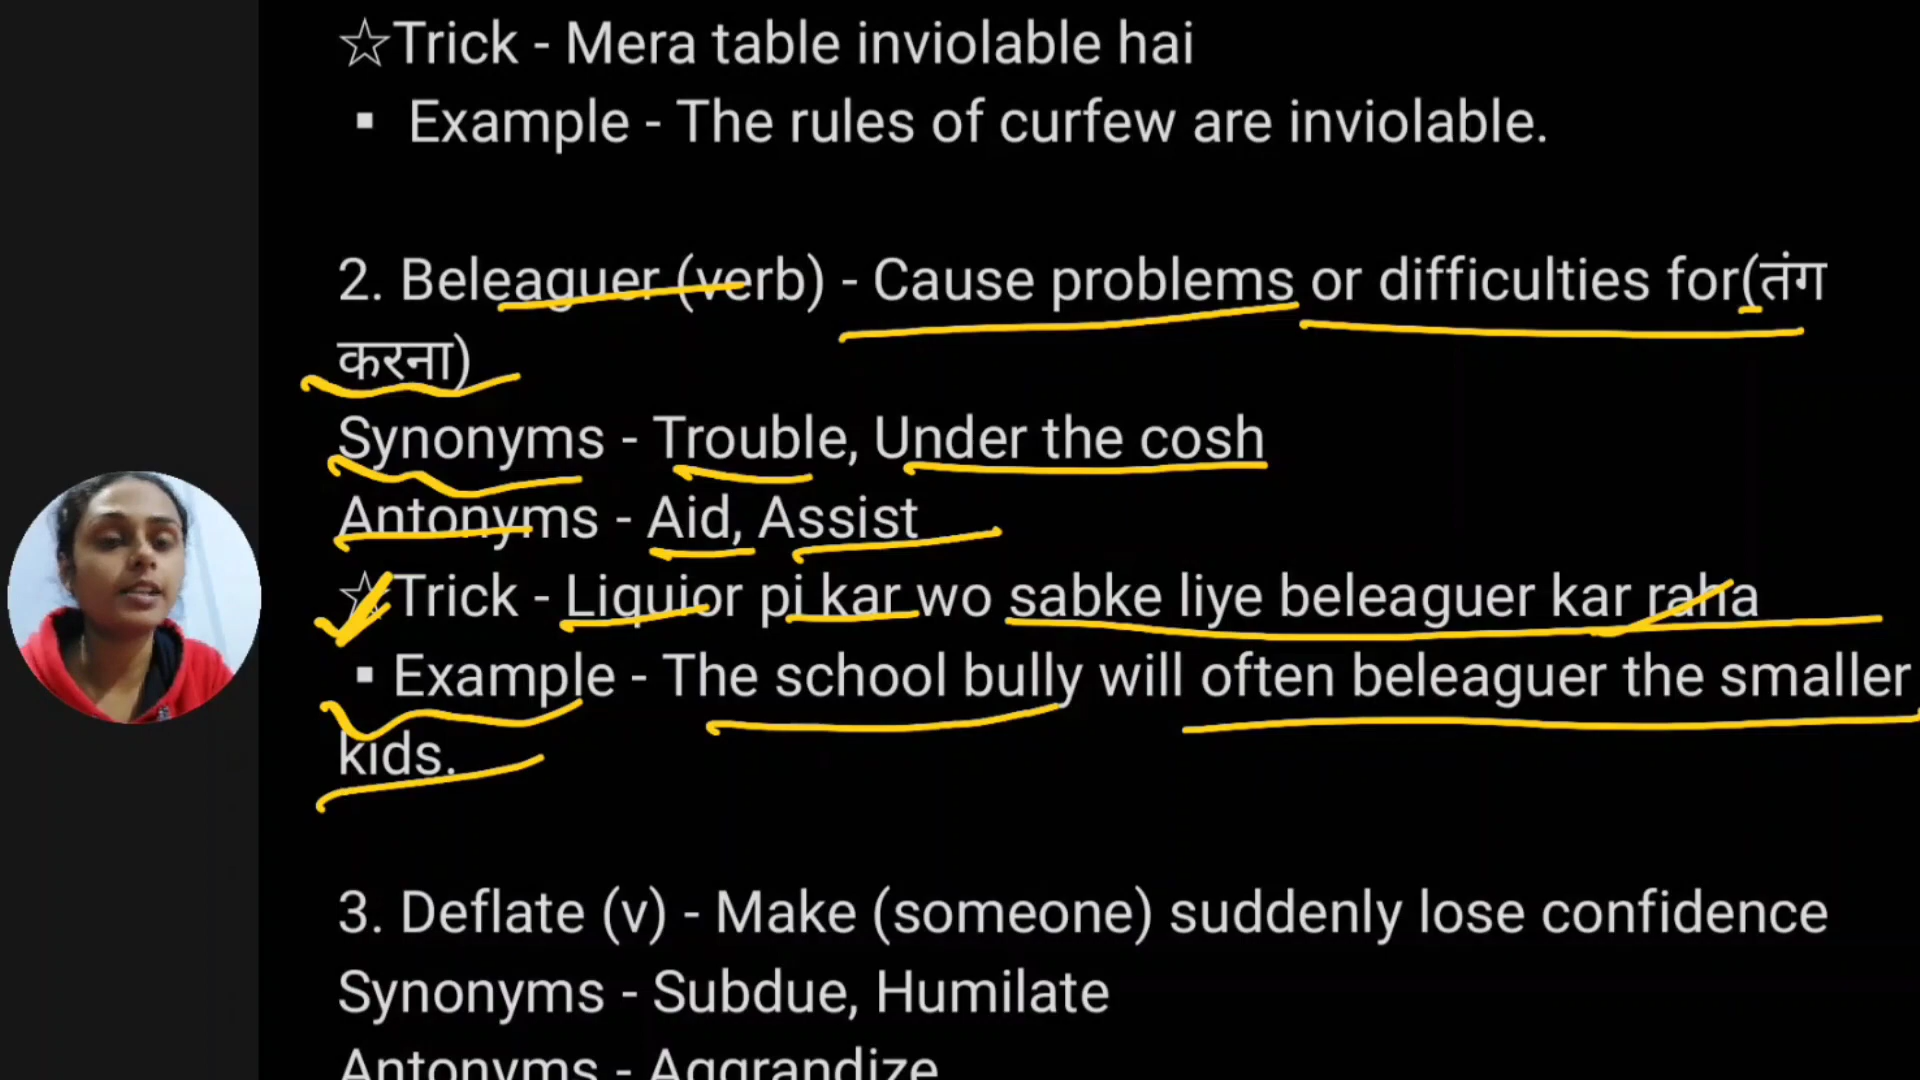 ☆Trick - Mera table inviolable hai
▪ Example - The rules of curfew are inviolable.
2. Beleaguer (verb) - Cause problems or difficulties for(तंग
करना)
Synonyms - Trouble, Under the cosh
Antonyms - Aid, Assist
☆Trick - Liquior pi kar wo sabke liye beleaguer kar raha
▪ Example - The school bully will often beleaguer the smaller
kids.
3. Deflate (v) - Make (someone) suddenly lose confidence
Synonyms - Subdue, Humilate
Antonyms - Aggrandize